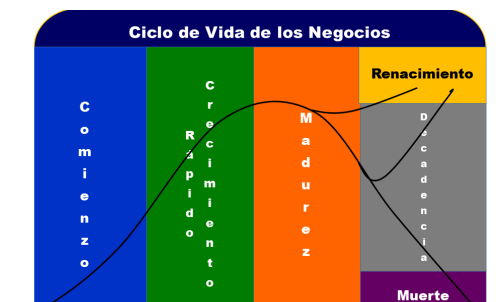 Ciclo de Vida de los Negocios
Comienzo
Rápido
Crecimiento
Madurez
Renacimiento
Decadencia
Muerte